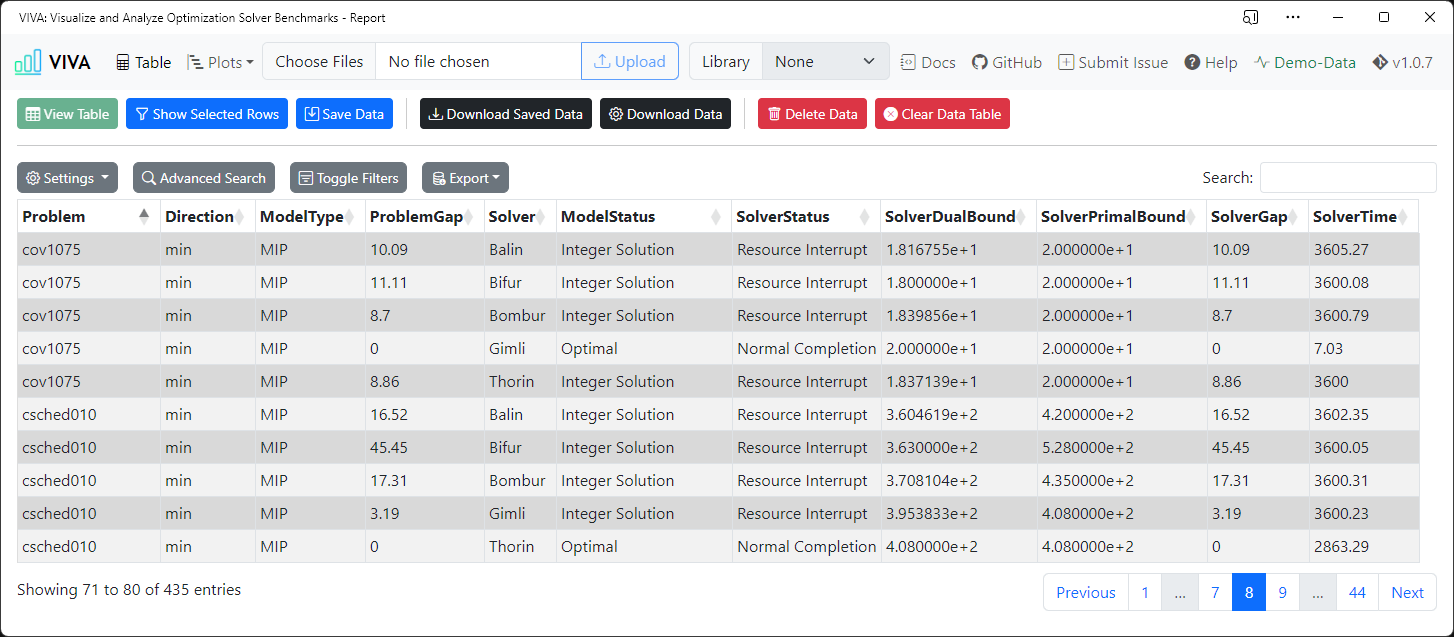 VIVA: Visualize and Analyze Optimization Solver Benchmarks - Report
VIVA Table Plots Choose Files No file chosen Upload Library None Docs GitHub Submit Issue Help Demo-Data v1.0.7
View Table Show Selected Rows Save Data Download Saved Data Download Data Delete Data Clear Data Table
Settings Advanced Search Toggle Filters Export Search:
Problem Direction ModelType ProblemGap Solver ModelStatus SolverStatus SolverDualBound SolverPrimalBound SolverGap SolverTime
cov1075 min MIP 10.09 Balin Integer Solution Resource Interrupt 1.816755e+1 2.000000e+1 10.09 3605.27
cov1075 min MIP 11.11 Bifur Integer Solution Resource Interrupt 1.800000e+1 2.000000e+1 11.11 3600.08
cov1075 min MIP 8.7 Bombur Integer Solution Resource Interrupt 1.839856e+1 2.000000e+1 8.7 3600.79
cov1075 min MIP 0 Gimli Optimal Normal Completion 2.000000e+1 2.000000e+1 0 7.03
cov1075 min MIP 8.86 Thorin Integer Solution Resource Interrupt 1.837139e+1 2.000000e+1 8.86 3600
csched010 min MIP 16.52 Balin Integer Solution Resource Interrupt 3.604619e+2 4.200000e+2 16.52 3602.35
csched010 min MIP 45.45 Bifur Integer Solution Resource Interrupt 3.630000e+2 5.280000e+2 45.45 3600.05
csched010 min MIP 17.31 Bombur Integer Solution Resource Interrupt 3.708104e+2 4.350000e+2 17.31 3600.31
csched010 min MIP 3.19 Gimli Integer Solution Resource Interrupt 3.953833e+2 4.080000e+2 3.19 3600.23
csched010 min MIP 0 Thorin Optimal Normal Completion 4.080000e+2 4.080000e+2 0 2863.29
Showing 71 to 80 of 435 entries Previous 1 ... 7 8 9 ... 44 Next